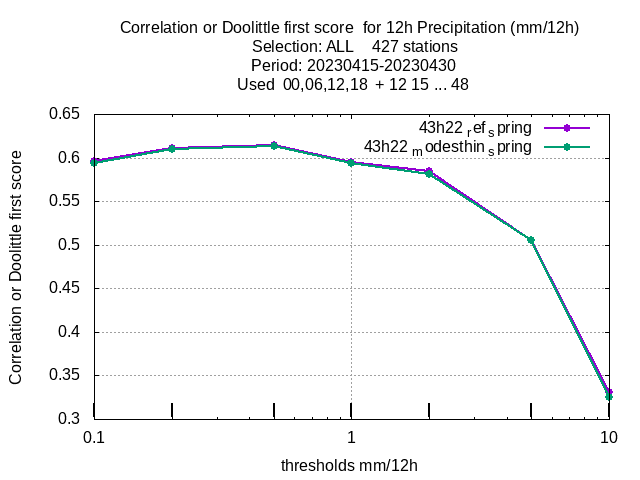 Correlation or Doolittle first score  for 12h Precipitation (mm/12h)
Selection: ALL    427 stations
Period: 20230415-20230430
Used  00,06,12,18  + 12 15 ... 48
0.65
0.6
0.55
0.5
0.45
0.4
0.35
0.3
Correlation or Doolittle first score
43h22 ref spring
43h22 modesthin spring
0.1
1
10
thresholds mm/12h